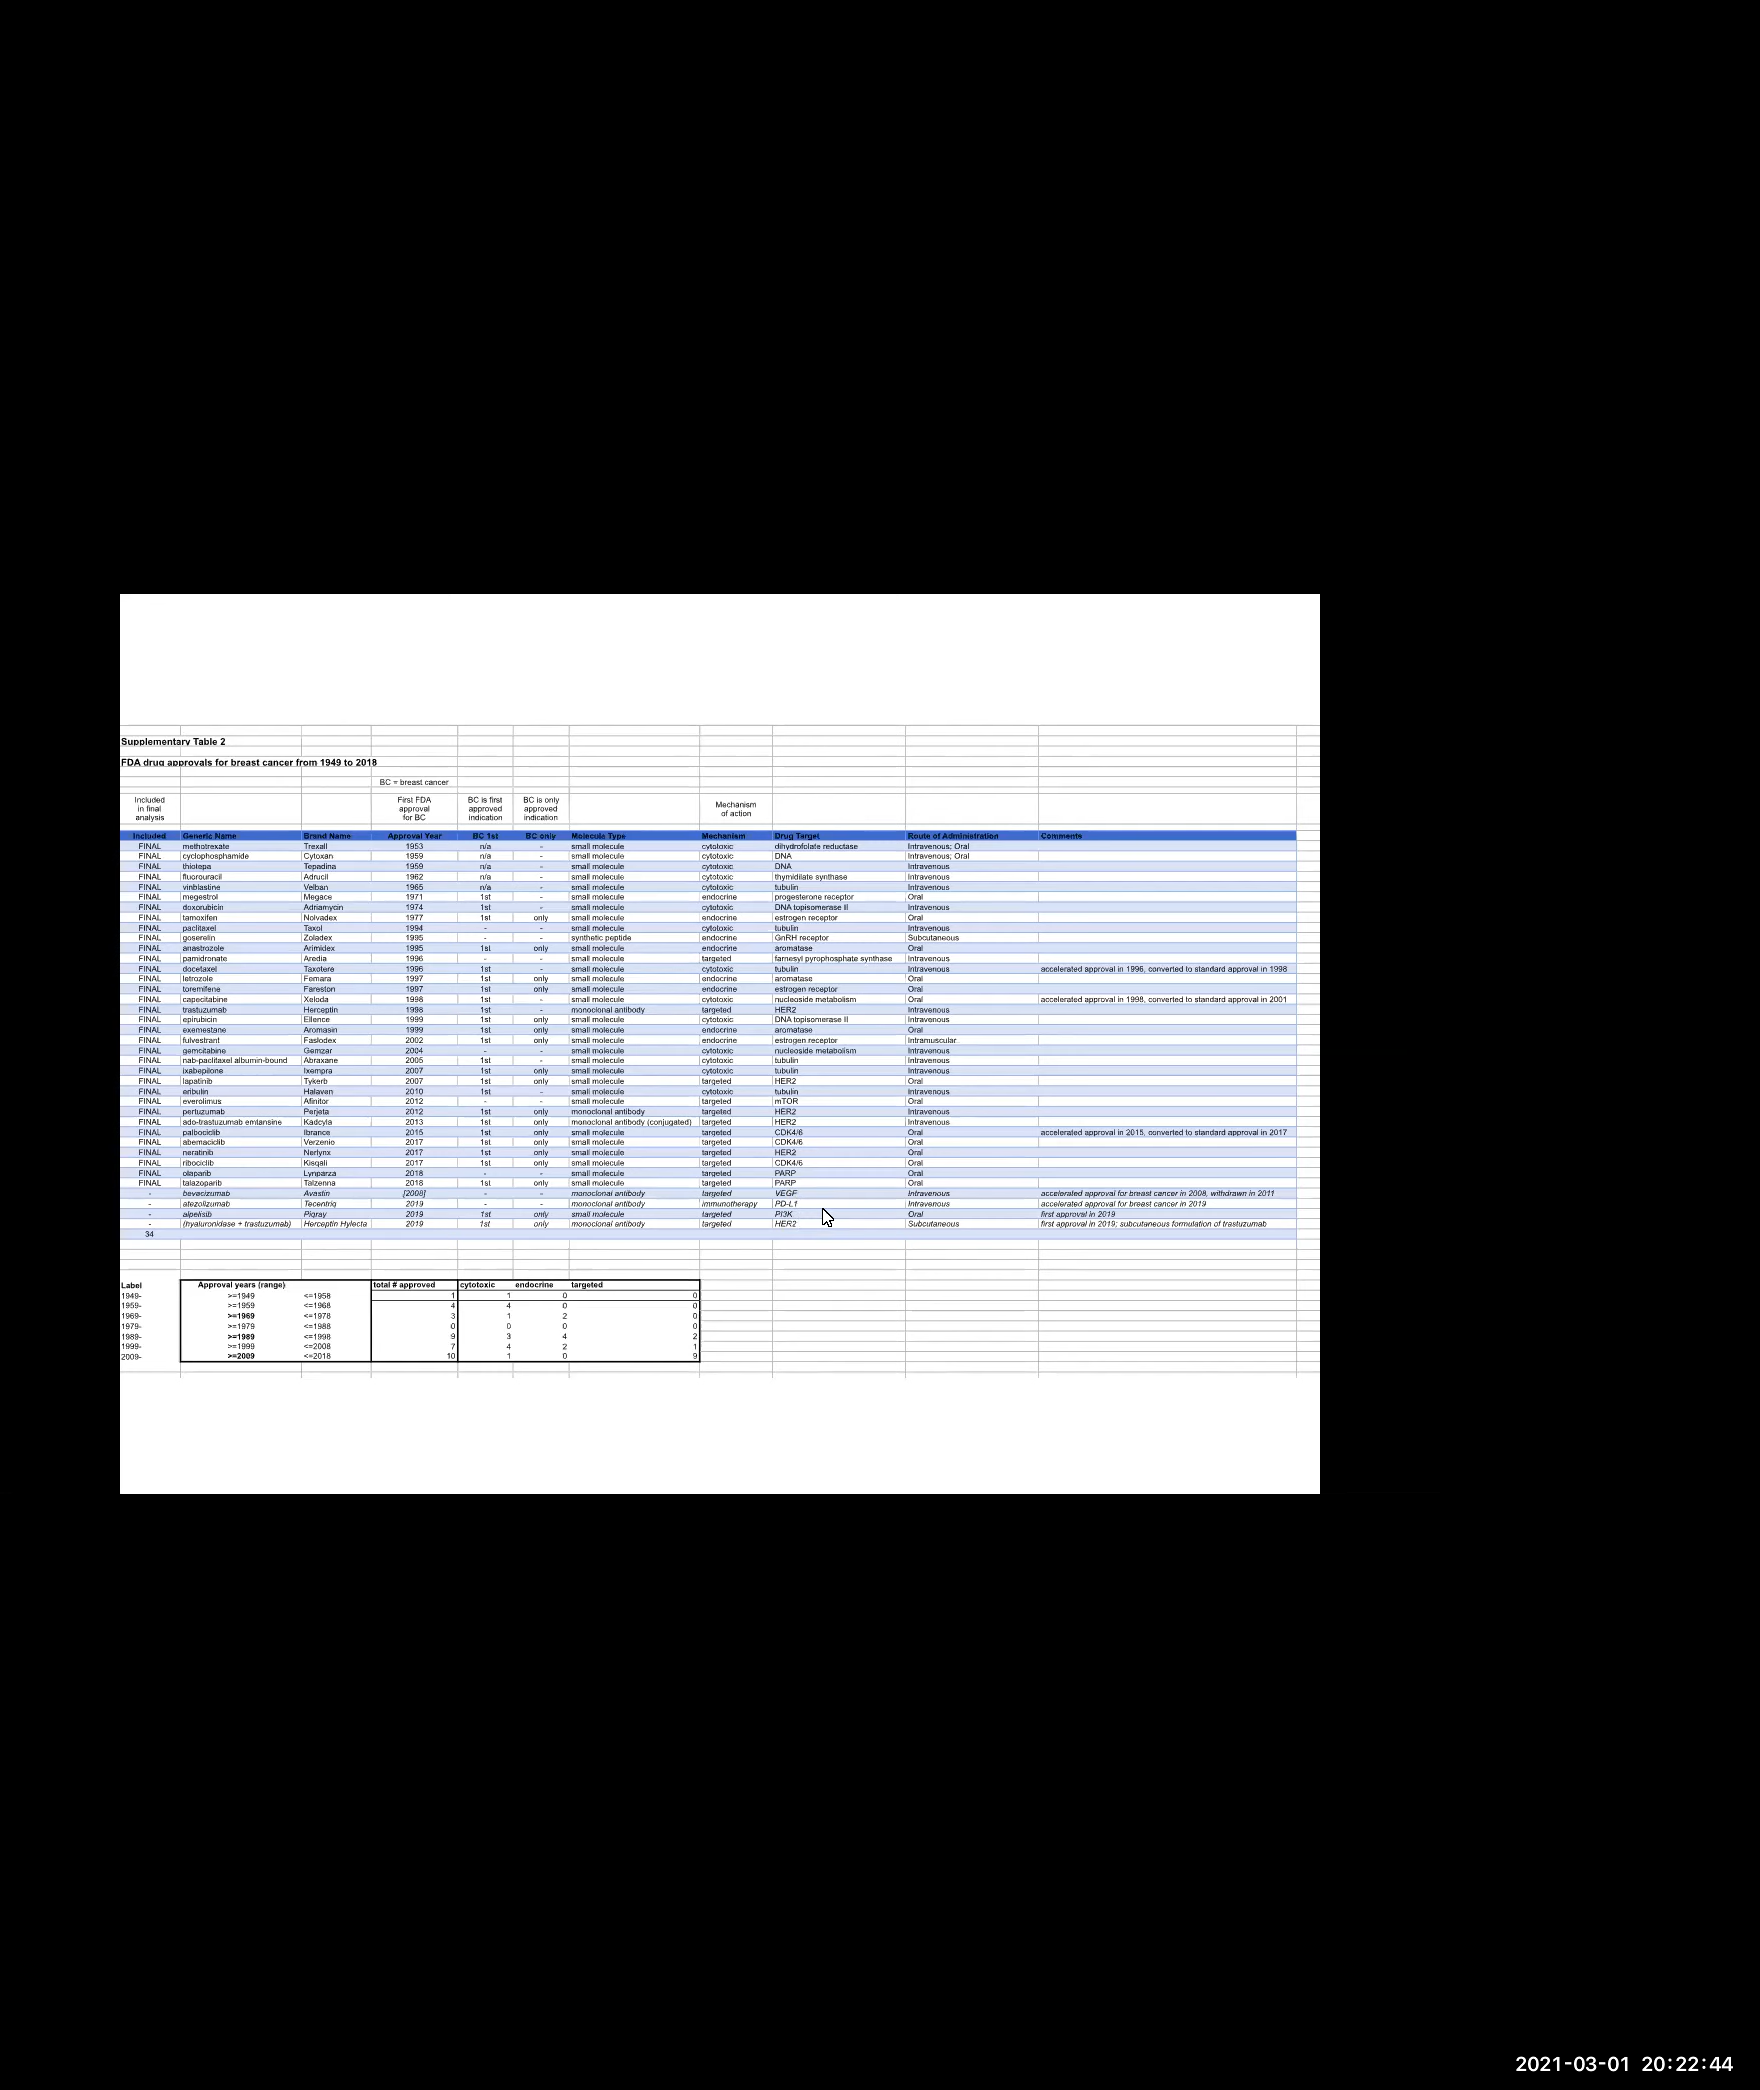 Supplementary Table 2
FDA drug approvals for breast cancer from 1949 to 2018
BC = breast cancer
Included in final analysis First FDA approval for BC BC is first approved indication BC is only approved indication Mechanism of action
Included Generic Name Brand Name Approval Year BC 1st BC only Molecule Type Mechanism Drug Target Route of Administration Comments
FINAL methotrexate Trexall 1953 n/a - small molecule cytotoxic dihydrofolate reductase Intravenous; Oral
FINAL cyclophosphamide Cytoxan 1959 n/a - small molecule cytotoxic DNA Intravenous; Oral
FINAL thiotepa Tepadina 1959 n/a - small molecule cytotoxic DNA Intravenous
FINAL fluorouracil Adrucil 1962 n/a - small molecule cytotoxic thymidilate synthase Intravenous
FINAL vinblastine Velban 1965 n/a - small molecule cytotoxic tubulin Intravenous
FINAL megestrol Megace 1971 1st - small molecule endocrine progesterone receptor Oral
FINAL doxorubicin Adriamycin 1974 1st - small molecule cytotoxic DNA topisomerase II Intravenous
FINAL tamoxifen Nolvadex 1977 1st only small molecule endocrine estrogen receptor Oral
FINAL paclitaxel Taxol 1994 - - small molecule cytotoxic tubulin Intravenous
FINAL goserelin Zoladex 1995 - - synthetic peptide endocrine GnRH receptor Subcutaneous
FINAL anastrozole Arimidex 1995 1st only small molecule endocrine aromatase Oral
FINAL pamidronate Aredia 1996 - - small molecule targeted farnesyl pyrophosphate synthase Intravenous
FINAL docetaxel Taxotere 1996 1st - small molecule cytotoxic tubulin Intravenous accelerated approval in 1996, converted to standard approval in 1998
FINAL letrozole Femara 1997 1st only small molecule endocrine aromatase Oral
FINAL toremifene Fareston 1997 1st only small molecule endocrine estrogen receptor Oral
FINAL capecitabine Xeloda 1998 1st - small molecule cytotoxic nucleoside metabolism Oral accelerated approval in 1998, converted to standard approval in 2001
FINAL trastuzumab Herceptin 1998 1st - monoclonal antibody targeted HER2 Intravenous
FINAL epirubicin Ellence 1999 1st only small molecule cytotoxic DNA topisomerase II Intravenous
FINAL exemestane Aromasin 1999 1st only small molecule endocrine aromatase Oral
FINAL fulvestrant Faslodex 2002 1st only small molecule endocrine estrogen receptor Intramuscular
FINAL gemcitabine Gemzar 2004 - - small molecule cytotoxic nucleoside metabolism Intravenous
FINAL nab-paclitaxel albumin-bound Abraxane 2005 1st - small molecule cytotoxic tubulin Intravenous
FINAL ixabepilone Ixempra 2007 1st only small molecule cytotoxic tubulin Intravenous
FINAL lapatinib Tykerb 2007 1st only small molecule targeted HER2 Oral
FINAL eribulin Halaven 2010 1st - small molecule cytotoxic tubulin Intravenous
FINAL everolimus Afinitor 2012 - - small molecule targeted mTOR Oral
FINAL pertuzumab Perjeta 2012 1st only monoclonal antibody targeted HER2 Intravenous
FINAL ado-trastuzumab emtansine Kadcyla 2013 1st only monoclonal antibody (conjugated) targeted HER2 Intravenous
FINAL palbociclib Ibrance 2015 1st only small molecule targeted CDK4/6 Oral accelerated approval in 2015, converted to standard approval in 2017
FINAL abemaciclib Verzenio 2017 1st only small molecule targeted CDK4/6 Oral
FINAL neratinib Nerlynx 2017 1st only small molecule targeted HER2 Oral
FINAL ribociclib Kisqali 2017 1st only small molecule targeted CDK4/6 Oral
FINAL olaparib Lynparza 2018 - - small molecule targeted PARP Oral
FINAL talazoparib Talzenna 2018 1st only small molecule targeted PARP Oral
- bevacizumab Avastin [2008] - - monoclonal antibody targeted VEGF Intravenous accelerated approval for breast cancer in 2008, withdrawn in 2011
- atezolizumab Tecentriq 2019 - - monoclonal antibody immunotherapy PD-L1 Intravenous accelerated approval for breast cancer in 2019
- alpelisib Piqray 2019 1st only small molecule targeted PI3K Oral first approval in 2019
- (hyaluronidase + trastuzumab) Herceptin Hylecta 2019 1st only monoclonal antibody targeted HER2 Subcutaneous first approval in 2019; subcutaneous formulation of trastuzumab
34
Label Approval years (range) total # approved cytotoxic endocrine targeted
1949- >=1949 <=1958 1 1 0 0
1959- >=1959 <=1968 4 4 0 0
1969- >=1969 <=1978 3 1 2 0
1979- >=1979 <=1988 0 0 0 0
1989- >=1989 <=1998 9 3 4 2
1999- >=1999 <=2008 7 4 2 1
2009- >=2009 <=2018 10 1 0 9
2021-03-01 20:22:44